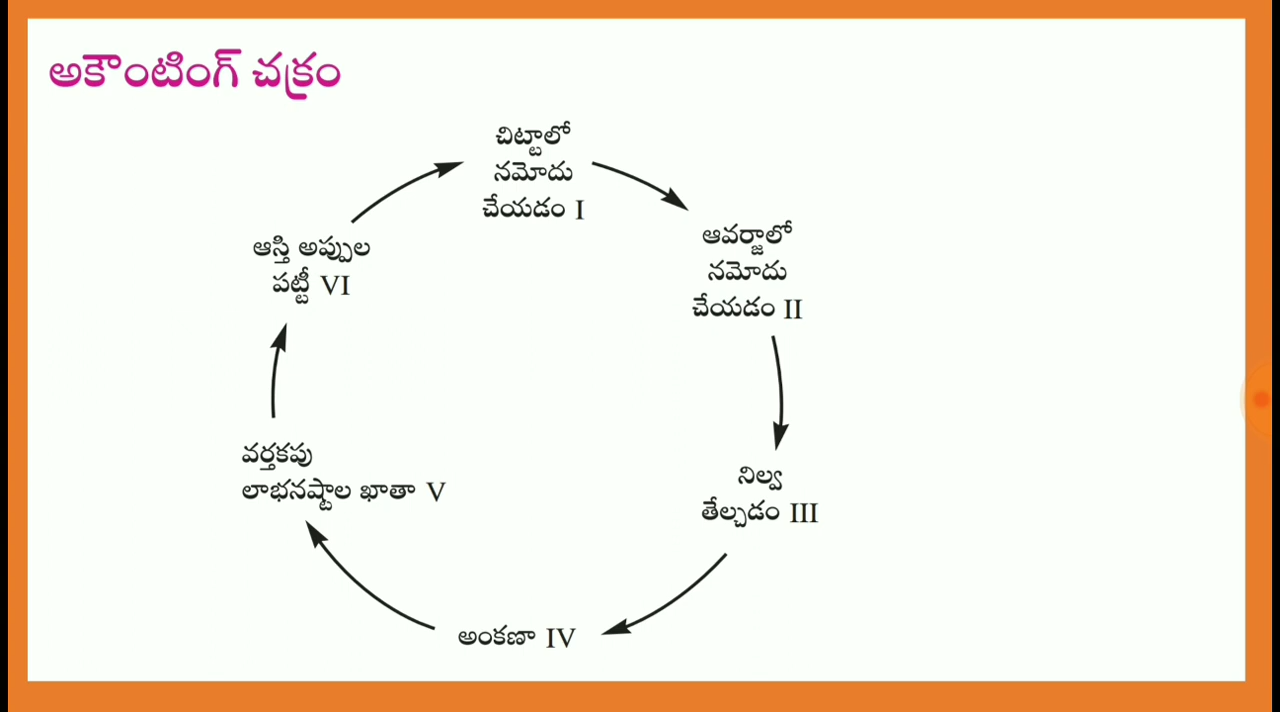 అకౌంటింగ్ చక్రం
చిట్టాలో
నమోదు
చేయడం I
ఆవర్జాలో
నమోదు
చేయడం II
నిల్వ
తేల్చడం III
అంకణా IV
వర్తకపు
లాభనష్టాల ఖాతా V
ఆస్తి అప్పుల
పట్టీ VI